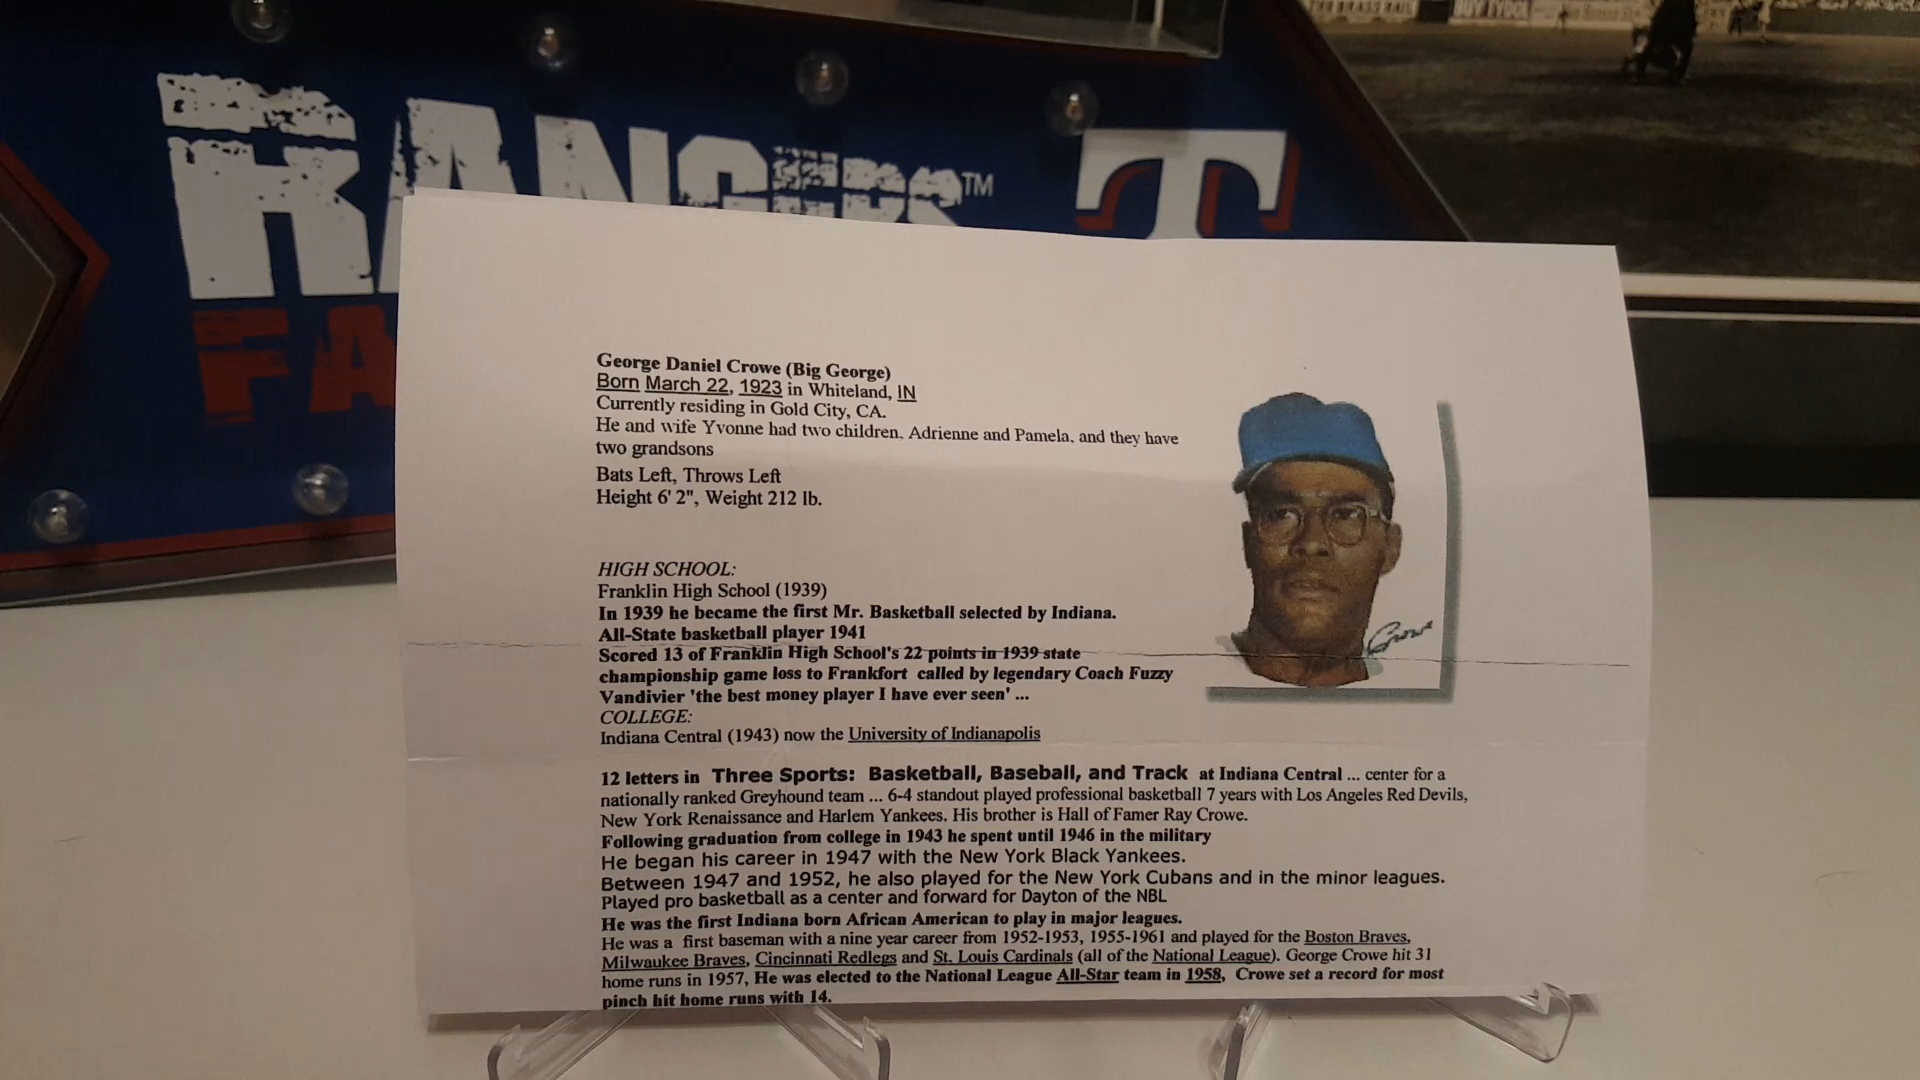 THE BRASS RAIL
BUY TYDOL
RANGERS™ T
FA
George Daniel Crowe (Big George)
Born March 22, 1923 in Whiteland, IN
Currently residing in Gold City, CA.
He and wife Yvonne had two children, Adrienne and Pamela, and they have
two grandsons
Bats Left, Throws Left
Height 6' 2", Weight 212 lb.
HIGH SCHOOL:
Franklin High School (1939)
In 1939 he became the first Mr. Basketball selected by Indiana.
All-State basketball player 1941
Scored 13 of Franklin High School's 22 points in 1939 state
championship game loss to Frankfort called by legendary Coach Fuzzy
Vandivier 'the best money player I have ever seen' ...
Crowe
COLLEGE:
Indiana Central (1943) now the University of Indianapolis
12 letters in Three Sports: Basketball, Baseball, and Track at Indiana Central ... center for a
nationally ranked Greyhound team ... 6-4 standout played professional basketball 7 years with Los Angeles Red Devils,
New York Renaissance and Harlem Yankees. His brother is Hall of Famer Ray Crowe.
Following graduation from college in 1943 he spent until 1946 in the military
He began his career in 1947 with the New York Black Yankees.
Between 1947 and 1952, he also played for the New York Cubans and in the minor leagues.
Played pro basketball as a center and forward for Dayton of the NBL
He was the first Indiana born African American to play in major leagues.
He was a first baseman with a nine year career from 1952-1953, 1955-1961 and played for the Boston Braves,
Milwaukee Braves, Cincinnati Redlegs and St. Louis Cardinals (all of the National League). George Crowe hit 31
home runs in 1957, He was elected to the National League All-Star team in 1958, Crowe set a record for most
pinch hit home runs with 14.